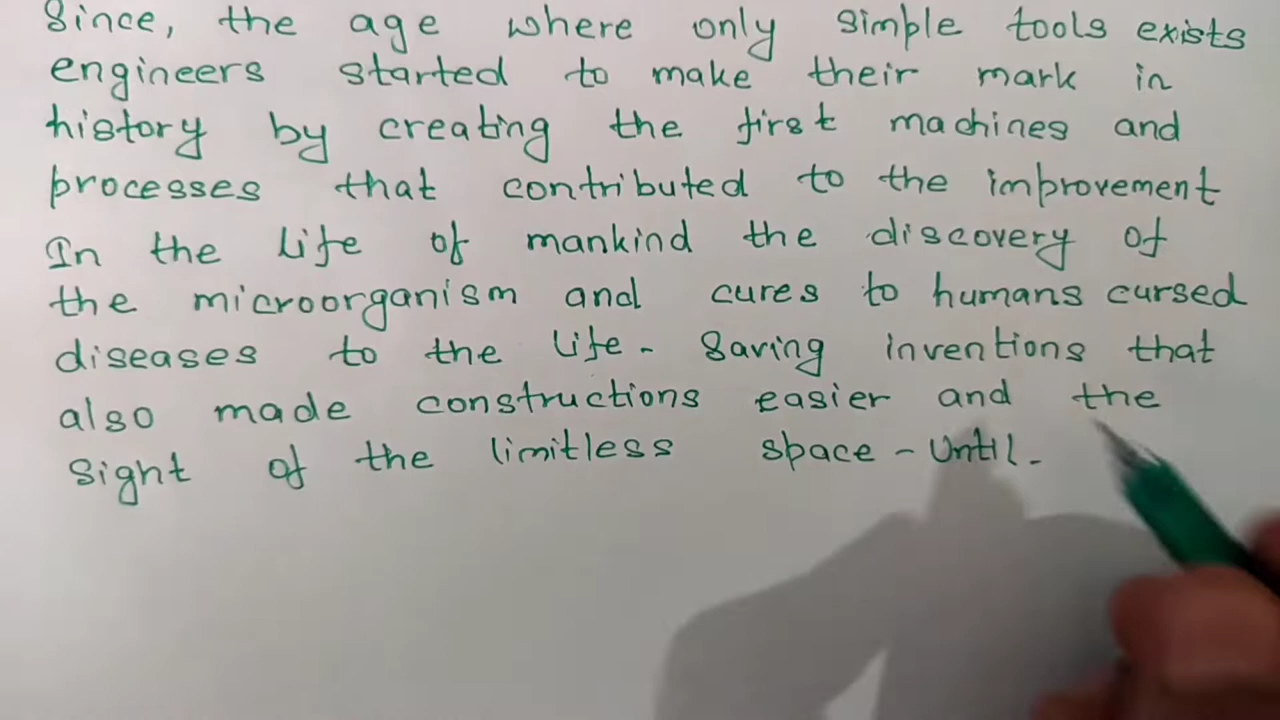 Since, the age where only simple tools exists
engineers started to make their mark in
history by creating the first machines and
processes that contributed to the improvement
In the life of mankind the discovery of
the microorganism and cures to humans cursed
diseases to the life - saving inventions that
also made constructions easier and the
sight of the limitless space - until -